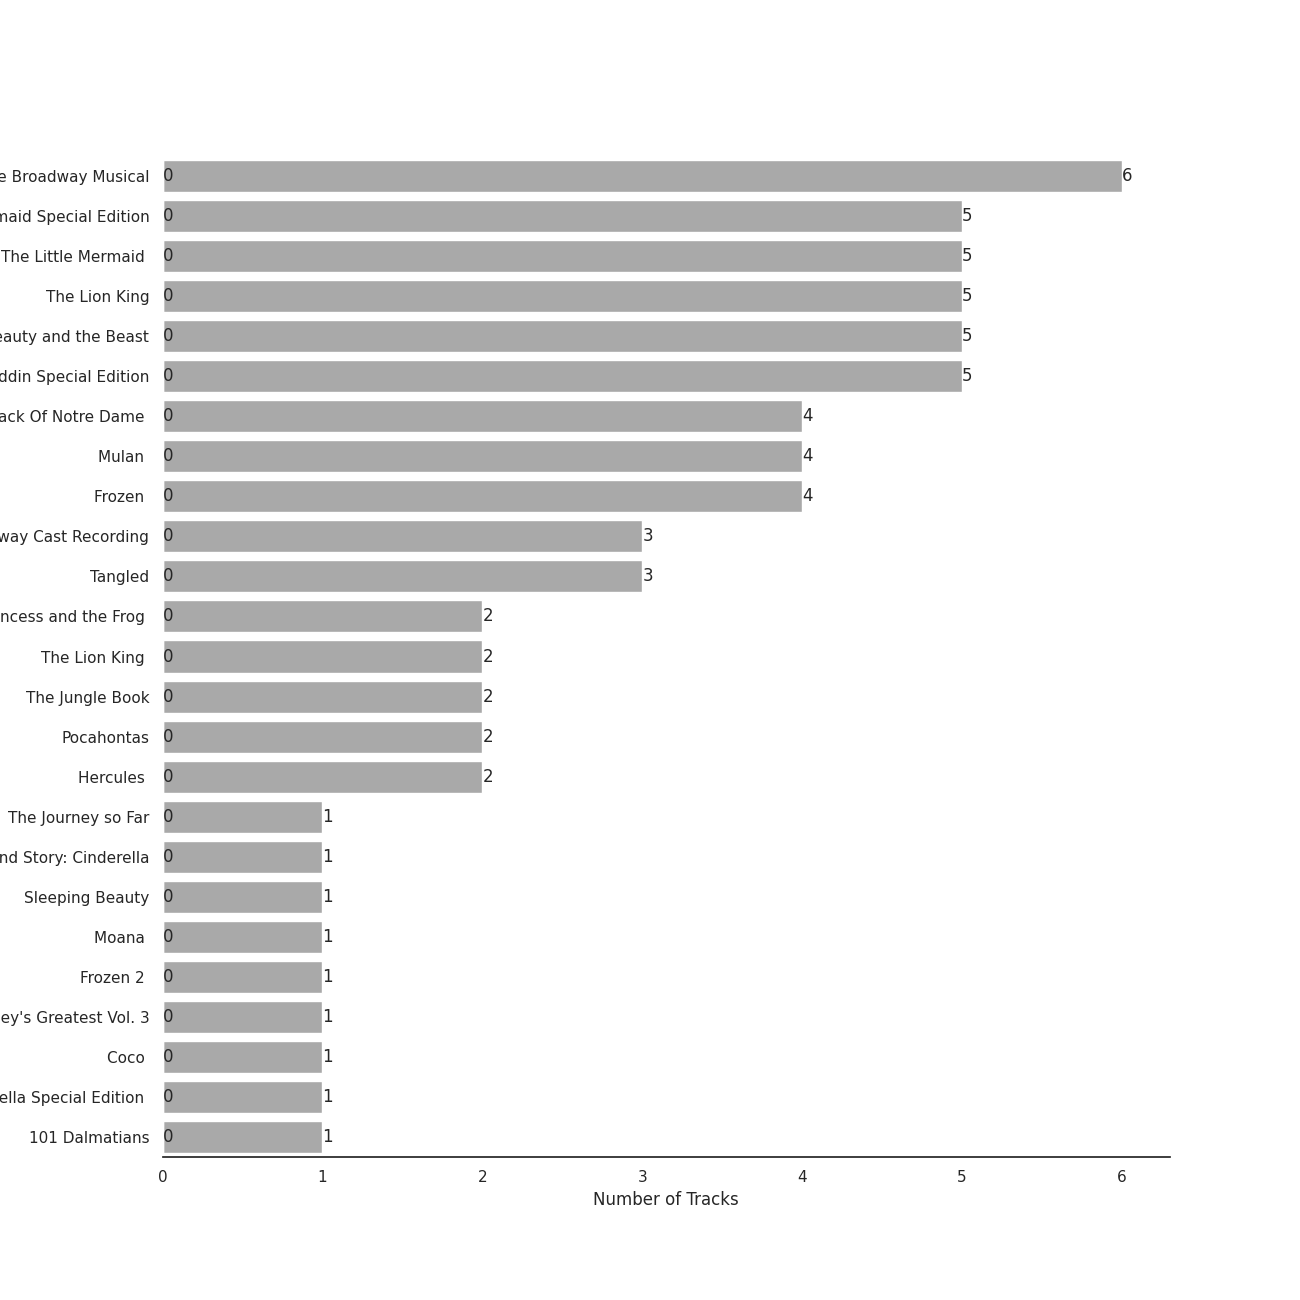 e Broadway Musical 0 6
maid Special Edition 0 5
The Little Mermaid 0 5
The Lion King 0 5
eauty and the Beast 0 5
ddin Special Edition 0 5
ack Of Notre Dame 0 4
Mulan 0 4
Frozen 0 4
way Cast Recording 0 3
Tangled 0 3
ncess and the Frog 0 2
The Lion King 0 2
The Jungle Book 0 2
Pocahontas 0 2
Hercules 0 2
The Journey so Far 0 1
nd Story: Cinderella 0 1
Sleeping Beauty 0 1
Moana 0 1
Frozen 2 0 1
ey's Greatest Vol. 3 0 1
Coco 0 1
ella Special Edition 0 1
101 Dalmatians 0 1
0 1 2 3 4 5 6
Number of Tracks